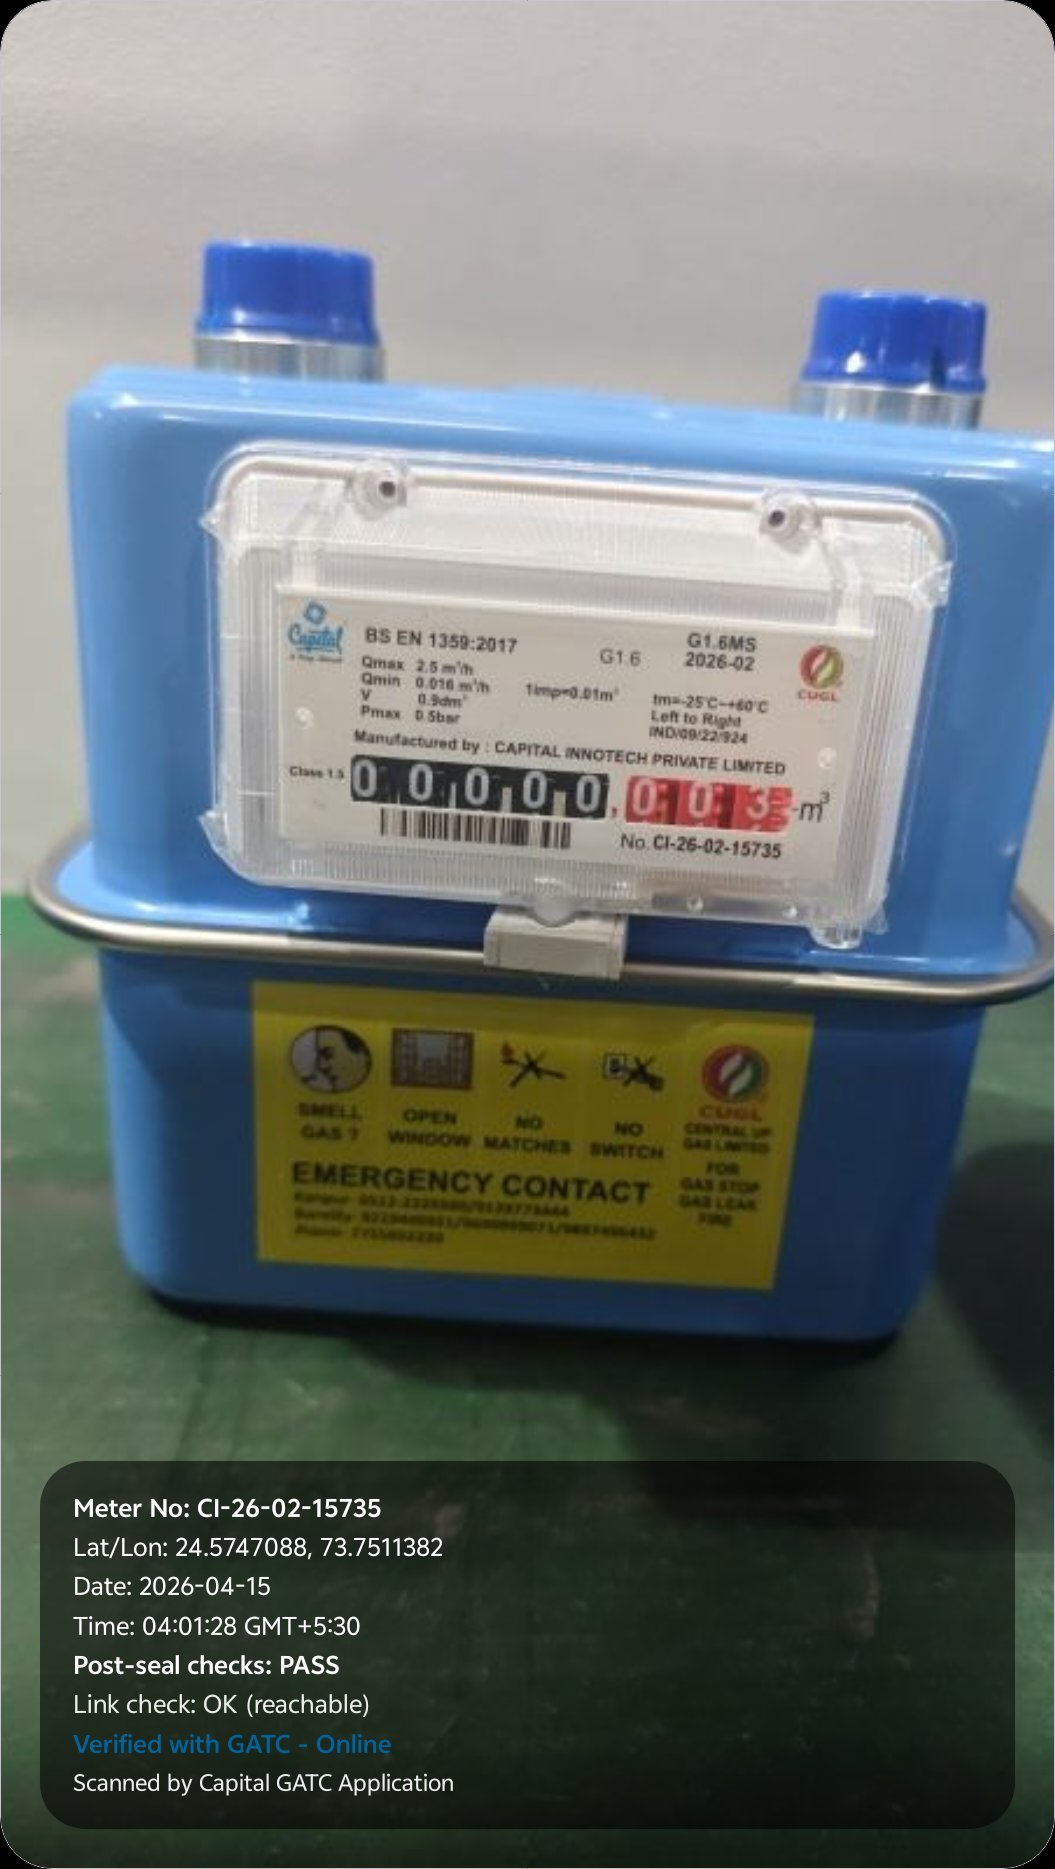 Capital
BS EN 1359:2017
G1.6
G1.6MS
2026-02
CUGL
Qmax 2.5 m³/h
Qmin 0.016 m³/h
V 0.9dm³
Pmax 0.5bar
1imp=0.01m³
tm=-25°C~+60°C
Left to Right
IND/09/22/924
Manufactured by : CAPITAL INNOTECH PRIVATE LIMITED
Class 1.5
00000,003 -m³
No. CI-26-02-15735
SMELL GAS ?
OPEN WINDOW
NO MATCHES
NO SWITCH
CUGL
CENTRAL UP
GAS LIMITED
FOR
GAS STOP
GAS LEAK
FIRE
EMERGENCY CONTACT
Meter No: CI-26-02-15735
Lat/Lon: 24.5747088, 73.7511382
Date: 2026-04-15
Time: 04:01:28 GMT+5:30
Post-seal checks: PASS
Link check: OK (reachable)
Verified with GATC - Online
Scanned by Capital GATC Application